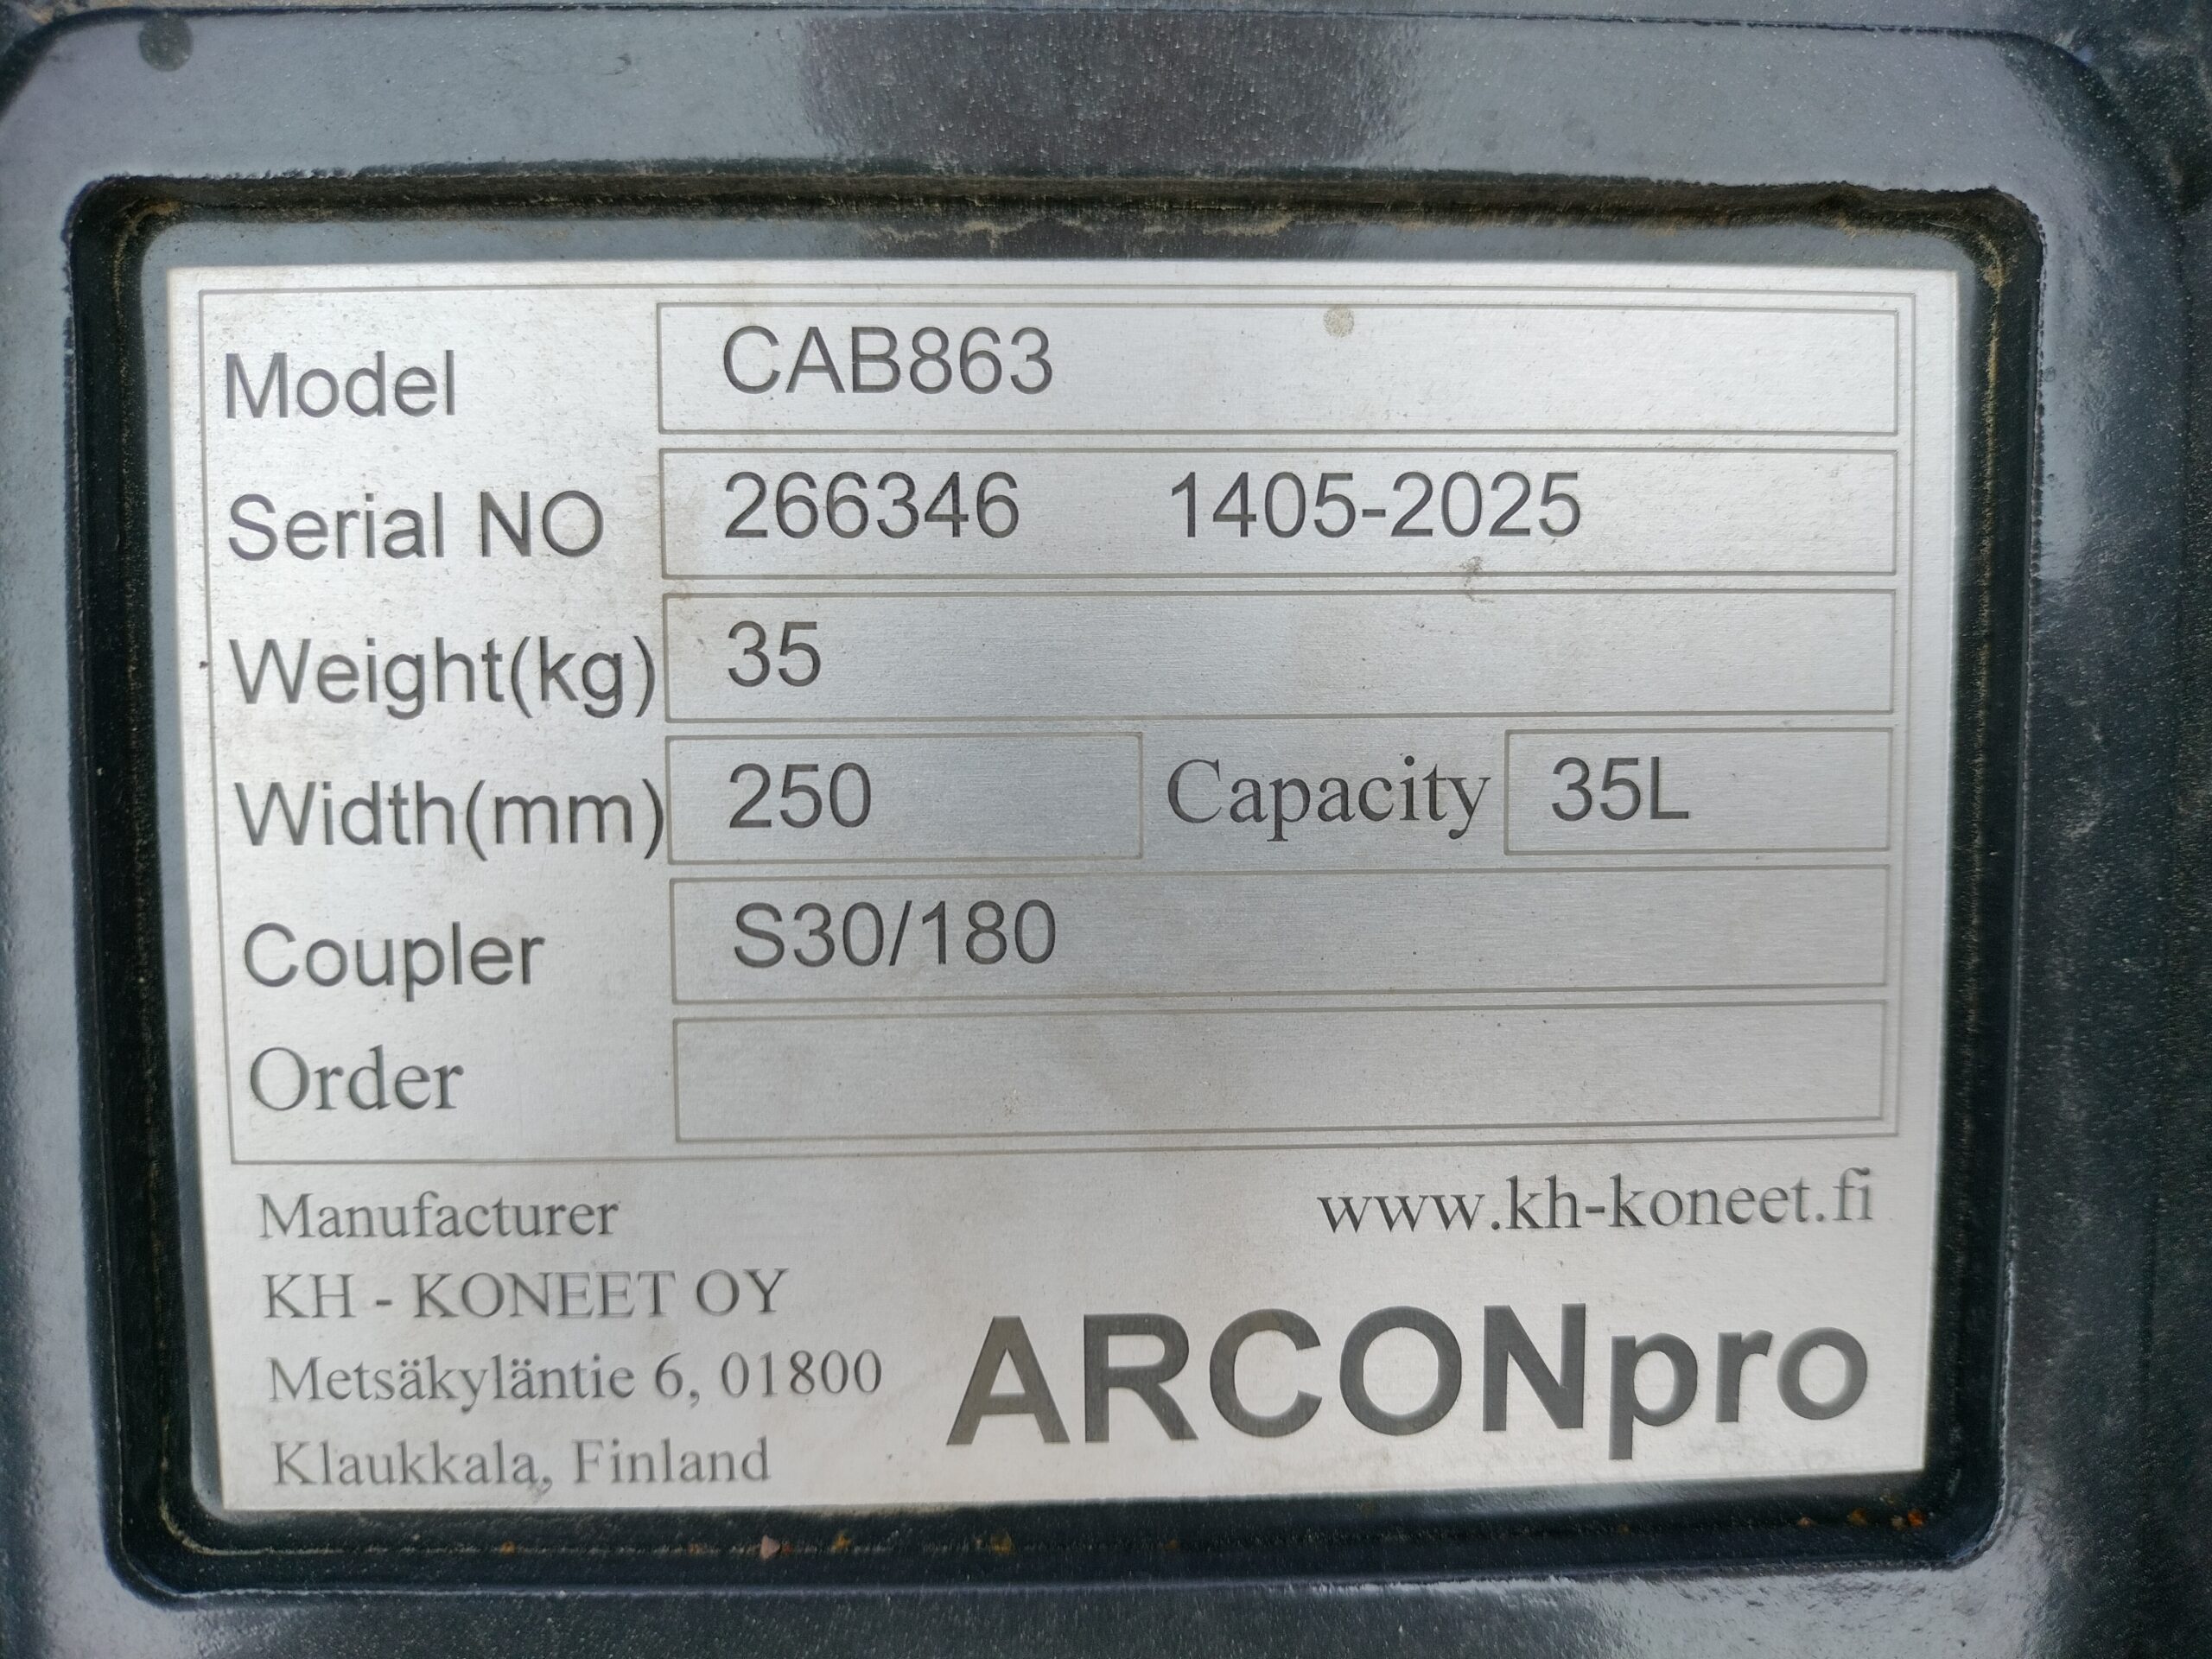 Model CAB863
Serial NO 266346 1405-2025
Weight(kg) 35
Width(mm) 250 Capacity 35L
Coupler S30/180
Order
Manufacturer
www.kh-koneet.fi
KH - KONEET OY
Metsäkyläntie 6, 01800
Klaukkala, Finland
ARCONpro